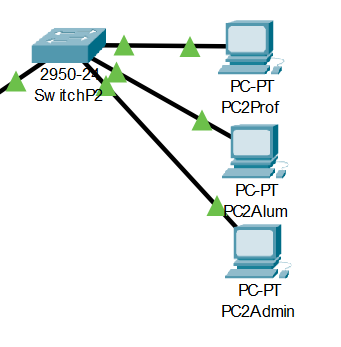 2950-24
SwitchP2
PC-PT
PC2Prof
PC-PT
PC2Alum
PC-PT
PC2Admin